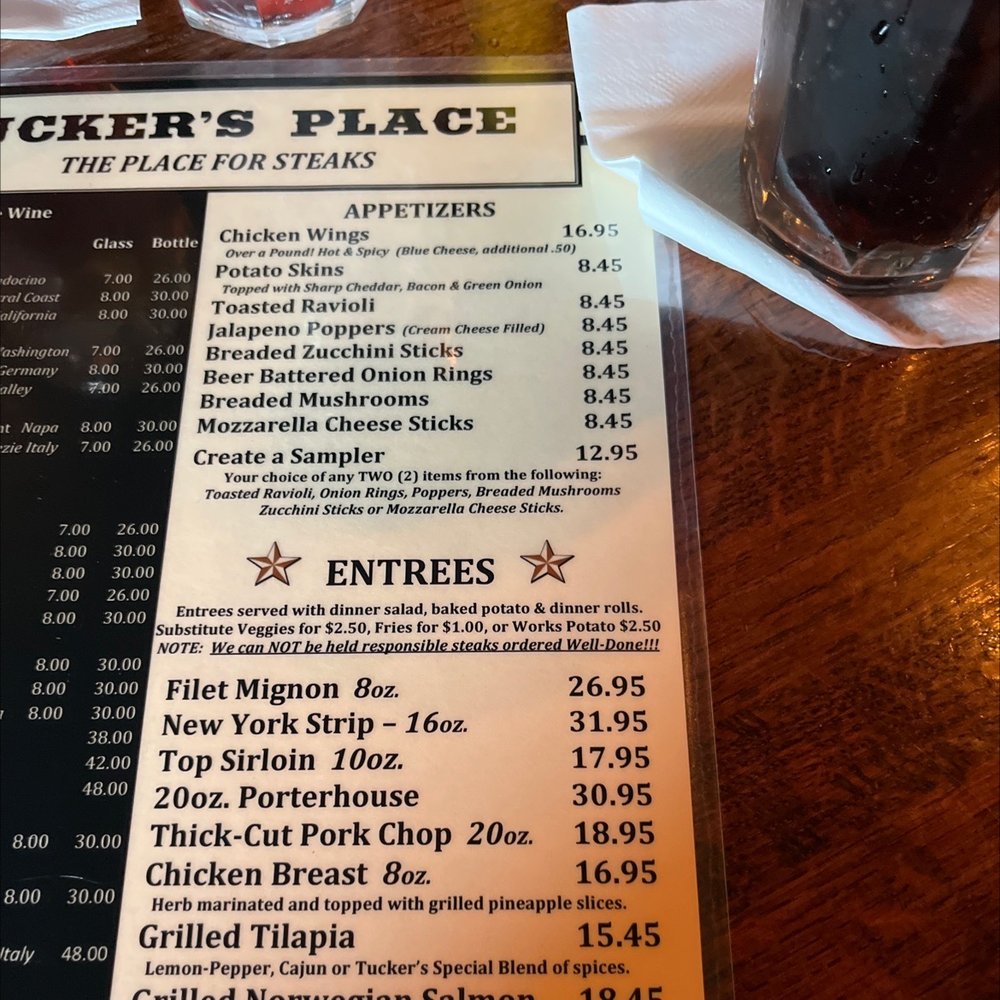 TUCKER'S PLACE
THE PLACE FOR STEAKS
Wine
Glass Bottle
7.00 26.00
Coast 8.00 30.00
8.00 30.00
7.00 26.00
Germany 8.00 30.00
7.00 26.00
Napa 8.00 30.00
Italy 7.00 26.00
7.00 26.00
8.00 30.00
8.00 30.00
7.00 26.00
8.00 30.00
8.00 30.00
8.00 30.00
8.00 30.00
38.00
42.00
48.00
8.00 30.00
8.00 30.00
Italy 48.00
APPETIZERS
Chicken Wings 16.95
Over a Pound! Hot & Spicy (Blue Cheese, additional .50)
Potato Skins 8.45
Topped with Sharp Cheddar, Bacon & Green Onion
Toasted Ravioli 8.45
Jalapeno Poppers (Cream Cheese Filled) 8.45
Breaded Zucchini Sticks 8.45
Beer Battered Onion Rings 8.45
Breaded Mushrooms 8.45
Mozzarella Cheese Sticks 8.45
Create a Sampler 12.95
Your choice of any TWO (2) items from the following:
Toasted Ravioli, Onion Rings, Poppers, Breaded Mushrooms
Zucchini Sticks or Mozzarella Cheese Sticks.
ENTREES
Entrees served with dinner salad, baked potato & dinner rolls.
Substitute Veggies for $2.50, Fries for $1.00, or Works Potato $2.50
NOTE: We can NOT be held responsible steaks ordered Well-Done!!!
Filet Mignon 8oz. 26.95
New York Strip – 16oz. 31.95
Top Sirloin 10oz. 17.95
20oz. Porterhouse 30.95
Thick-Cut Pork Chop 20oz. 18.95
Chicken Breast 8oz. 16.95
Herb marinated and topped with grilled pineapple slices.
Grilled Tilapia 15.45
Lemon-Pepper, Cajun or Tucker's Special Blend of spices.
Grilled Norwegian Salmon 18.45